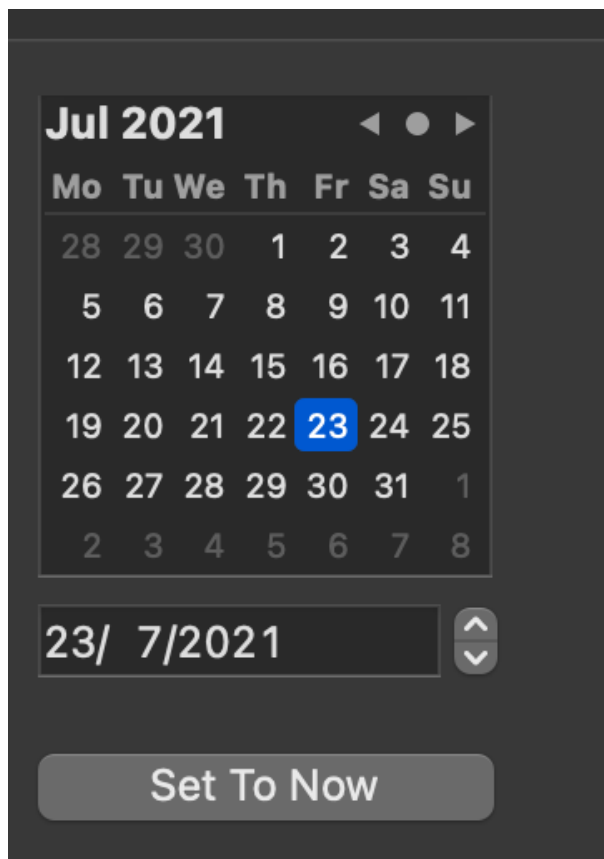 Jul 2021
Mo Tu We Th Fr Sa Su
28 29 30 1 2 3 4
5 6 7 8 9 10 11
12 13 14 15 16 17 18
19 20 21 22 23 24 25
26 27 28 29 30 31 1
2 3 4 5 6 7 8
23/ 7/2021
Set To Now